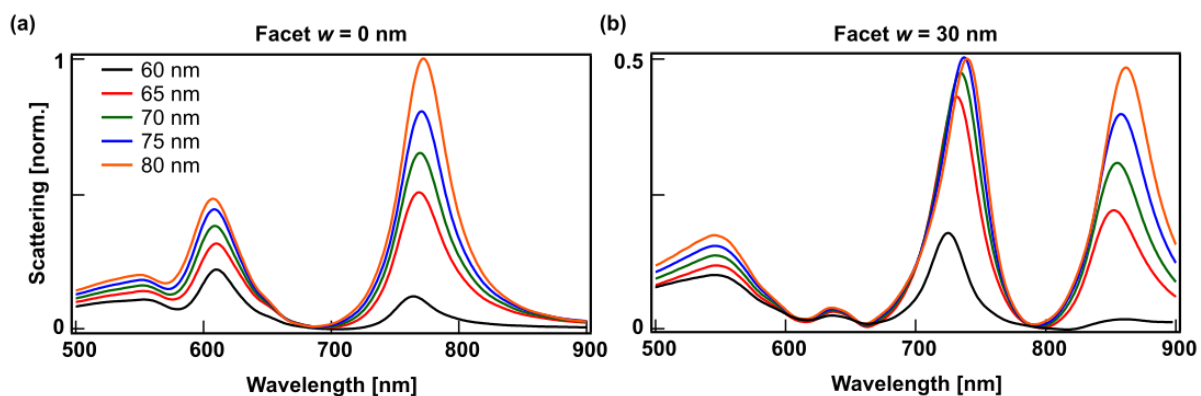 (a)
Facet w = 0 nm
1
60 nm
65 nm
70 nm
75 nm
80 nm
Scattering [norm.]
0
500
600
700
800
900
Wavelength [nm]
(b)
Facet w = 30 nm
0.5
0
500
600
700
800
900
Wavelength [nm]